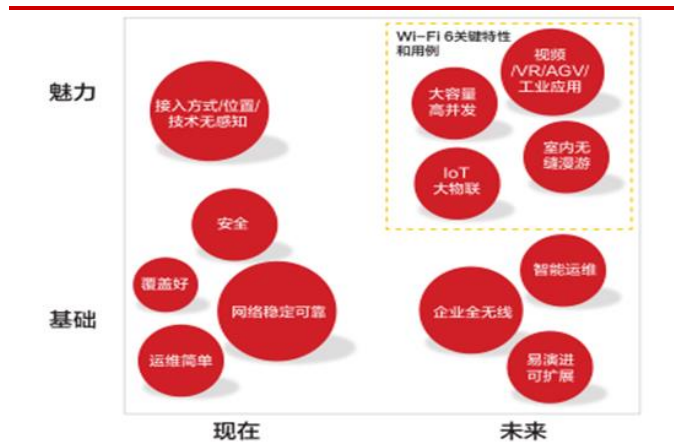 Wi-Fi 6关键特性
和用例
魅力
接入方式/位置/
技术无感知
大容量
高并发
视频
/VR/AGV/
工业应用
IoT
大物联
室内无
缝漫游
安全
覆盖好
网络稳定可靠
运维简单
智能运维
企业全无线
易演进
可扩展
基础
现在
未来